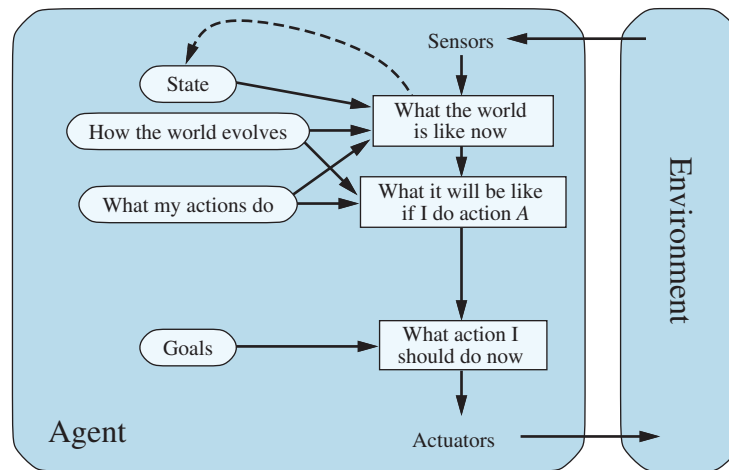 Sensors
State
What the world
is like now
How the world evolves
What it will be like
if I do action A
What my actions do
Environment
What action I
should do now
Goals
Agent
Actuators